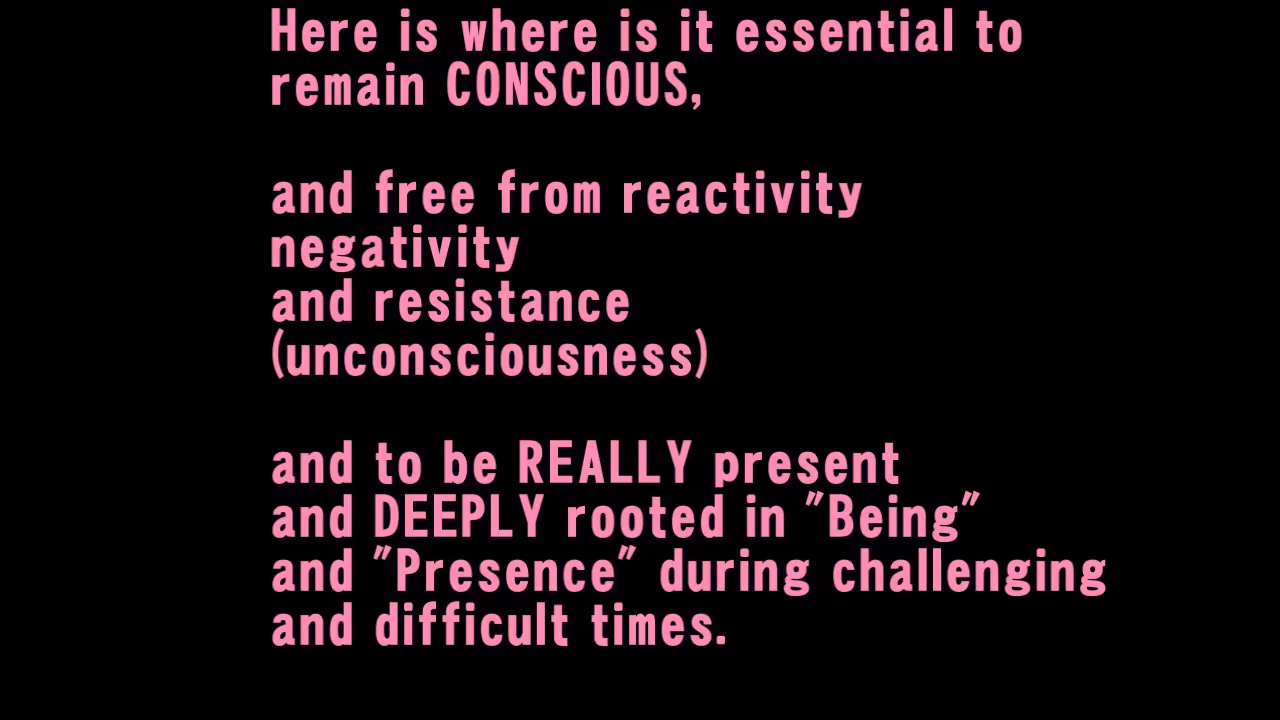 Here is where is it essential to
remain CONSCIOUS,
and free from reactivity
negativity
and resistance
(unconsciousness)
and to be REALLY present
and DEEPLY rooted in "Being"
and "Presence" during challenging
and difficult times.